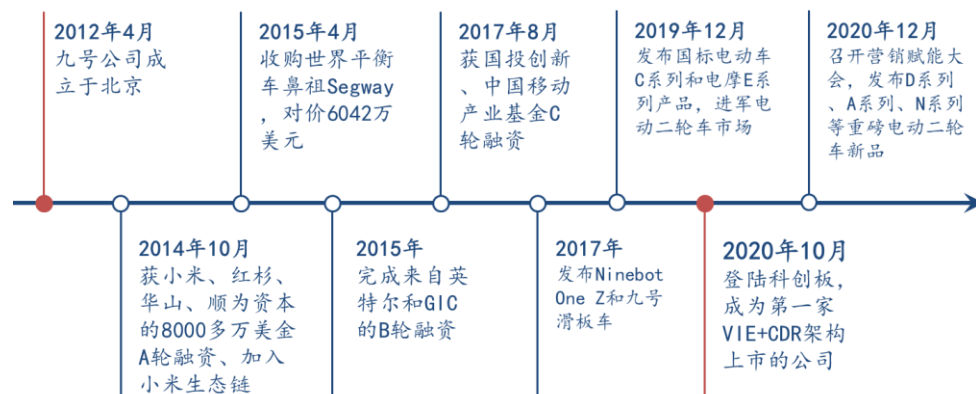 2012年4月
九号公司成
立于北京
2015年4月
收购世界平衡
车鼻祖Segway
，对价6042万
美元
2017年8月
获国投创新
、中国移动
产业基金C
轮融资
2019年12月
发布国标电动车
C系列和电摩E系
列产品，进军电
动二轮车市场
2020年12月
召开营销赋能大
会，发布D系列
、A系列、N系列
等重磅电动二轮
车新品
2014年10月
获小米、红杉、
华山、顺为资本
的8000多万美金
A轮融资、加入
小米生态链
2015年
完成来自英
特尔和GIC
的B轮融资
2017年
发布Ninebot
One Z和九号
滑板车
2020年10月
登陆科创板，
成为第一家
VIE+CDR架构
上市的公司